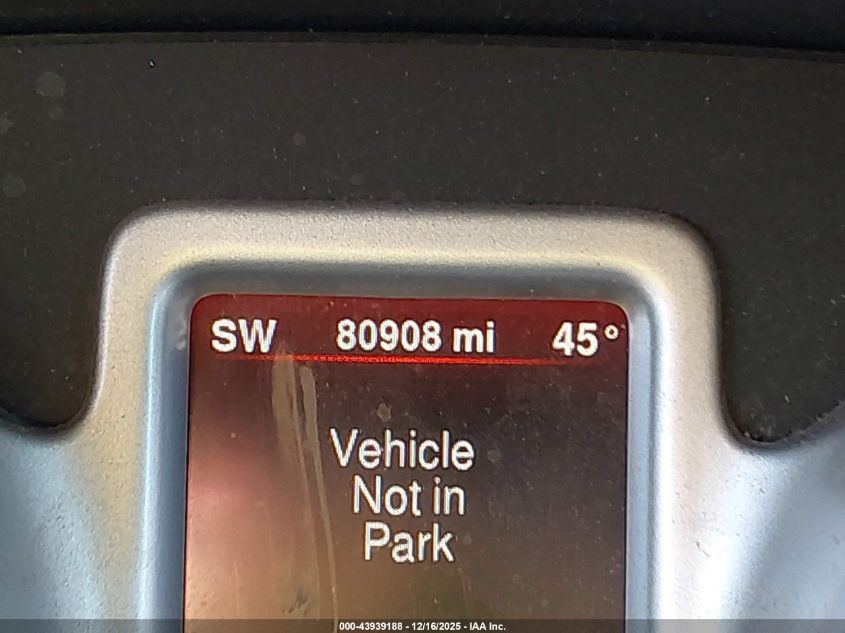 SW 80908 mi 45°
Vehicle
Not in
Park
000-43939188 - 12/16/2025 - IAA Inc.